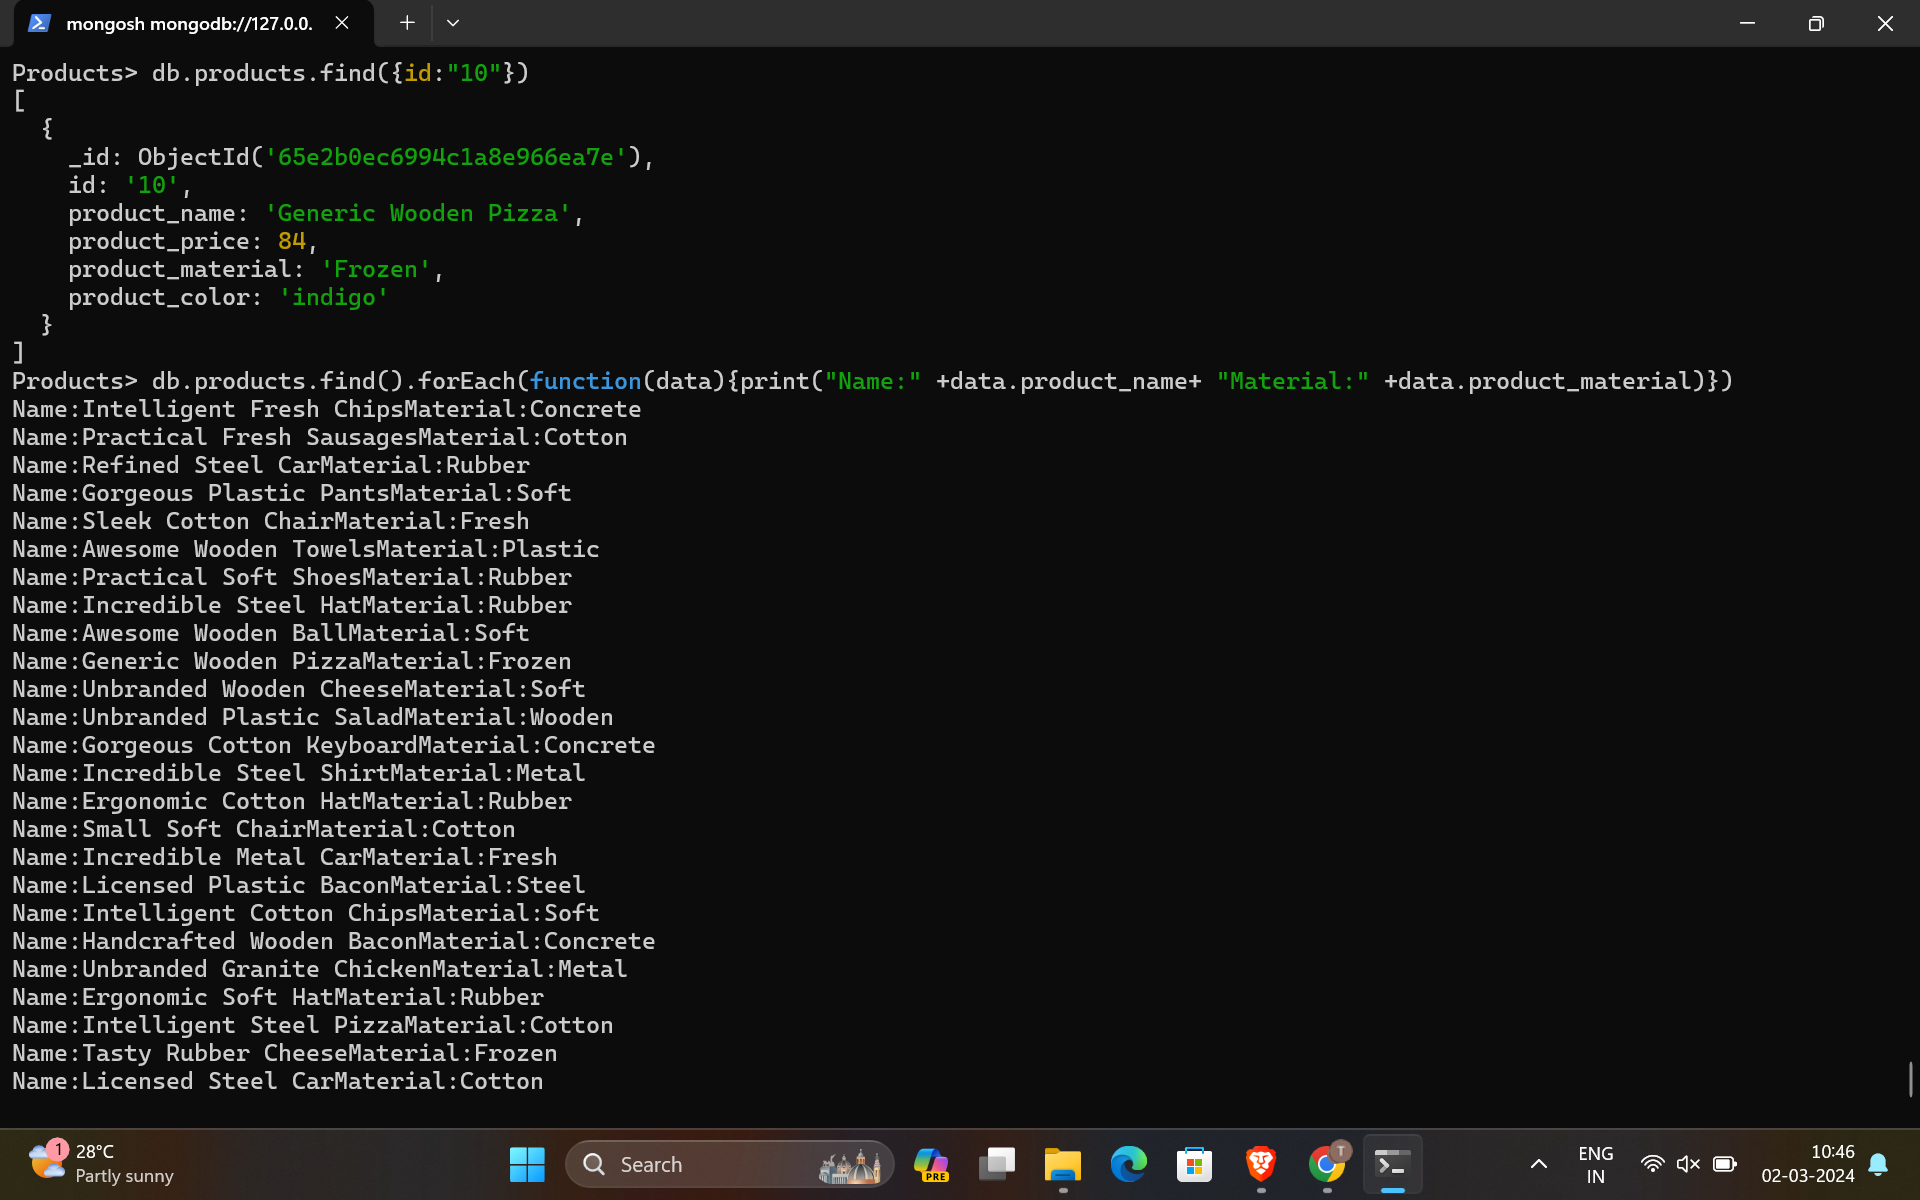 mongosh mongodb://127.0.0.
Products> db.products.find({id:"10"})
[
  {
    _id: ObjectId('65e2b0ec6994c1a8e966ea7e'),
    id: '10',
    product_name: 'Generic Wooden Pizza',
    product_price: 84,
    product_material: 'Frozen',
    product_color: 'indigo'
  }
]
Products> db.products.find().forEach(function(data){print("Name:" +data.product_name+ "Material:" +data.product_material)})
Name:Intelligent Fresh ChipsMaterial:Concrete
Name:Practical Fresh SausagesMaterial:Cotton
Name:Refined Steel CarMaterial:Rubber
Name:Gorgeous Plastic PantsMaterial:Soft
Name:Sleek Cotton ChairMaterial:Fresh
Name:Awesome Wooden TowelsMaterial:Plastic
Name:Practical Soft ShoesMaterial:Rubber
Name:Incredible Steel HatMaterial:Rubber
Name:Awesome Wooden BallMaterial:Soft
Name:Generic Wooden PizzaMaterial:Frozen
Name:Unbranded Wooden CheeseMaterial:Soft
Name:Unbranded Plastic SaladMaterial:Wooden
Name:Gorgeous Cotton KeyboardMaterial:Concrete
Name:Incredible Steel ShirtMaterial:Metal
Name:Ergonomic Cotton HatMaterial:Rubber
Name:Small Soft ChairMaterial:Cotton
Name:Incredible Metal CarMaterial:Fresh
Name:Licensed Plastic BaconMaterial:Steel
Name:Intelligent Cotton ChipsMaterial:Soft
Name:Handcrafted Wooden BaconMaterial:Concrete
Name:Unbranded Granite ChickenMaterial:Metal
Name:Ergonomic Soft HatMaterial:Rubber
Name:Intelligent Steel PizzaMaterial:Cotton
Name:Tasty Rubber CheeseMaterial:Frozen
Name:Licensed Steel CarMaterial:Cotton
1
28°C
Partly sunny
Search
PRE
T
ENG
IN
10:46
02-03-2024